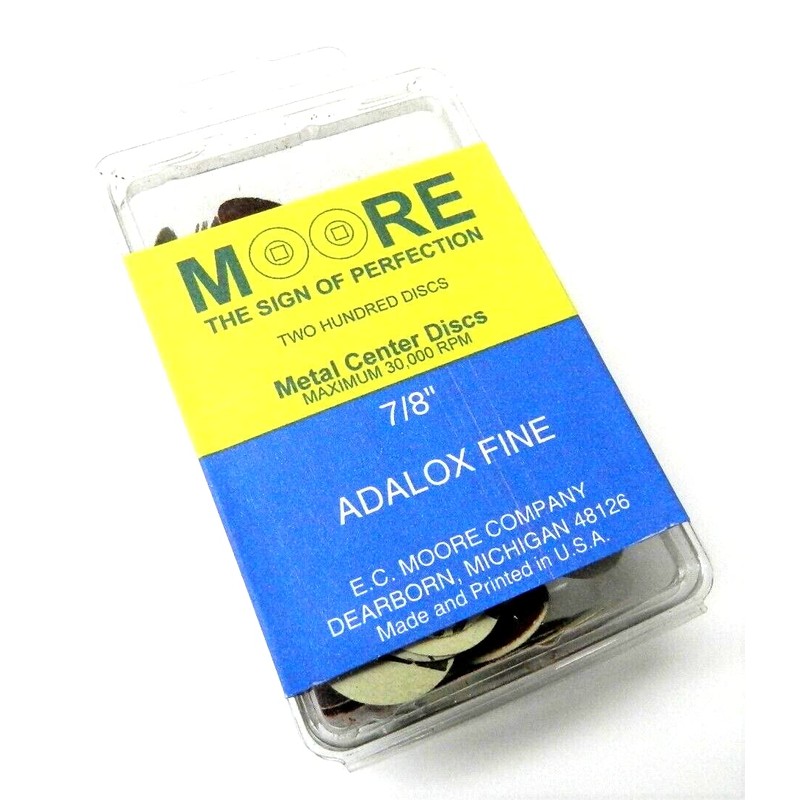 MOORE
THE SIGN OF PERFECTION
TWO HUNDRED DISCS
Metal Center Discs
MAXIMUM 30,000 RPM
7/8"
ADALOX FINE
E.C. MOORE COMPANY
DEARBORN, MICHIGAN 48126
Made and Printed in U.S.A.